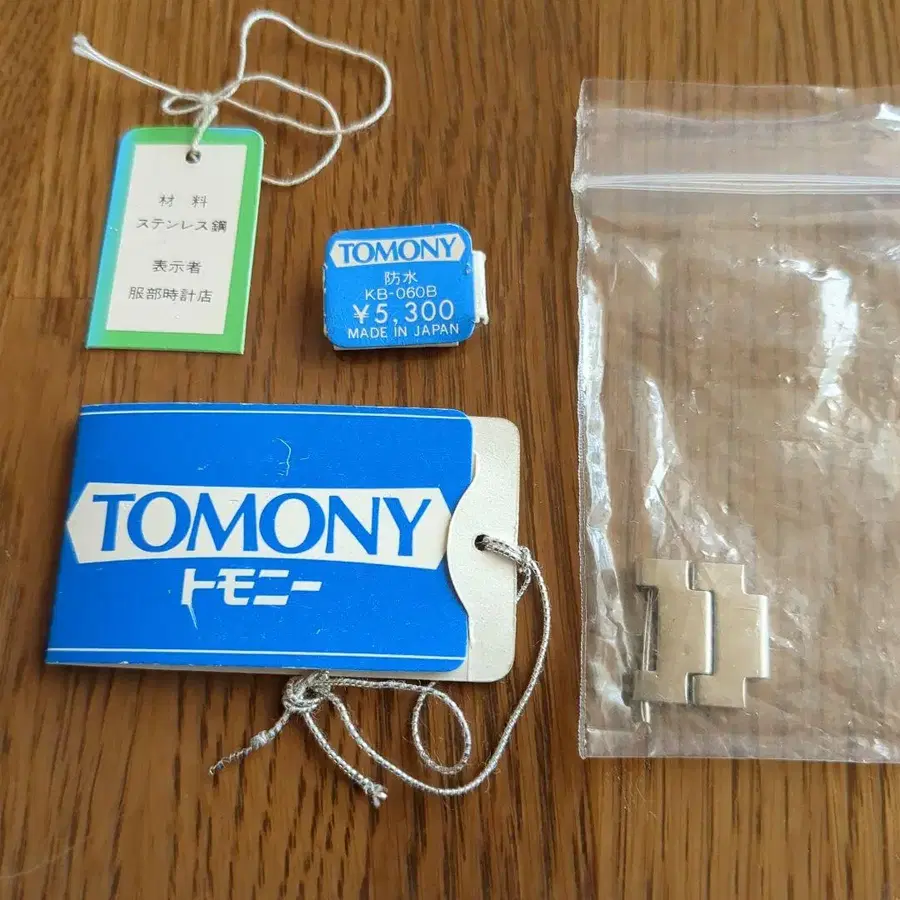 材料
ステンレス鋼
表示者
服部時計店
TOMONY
防水
KB-060B
¥5,300
MADE IN JAPAN
TOMONY
トモニー